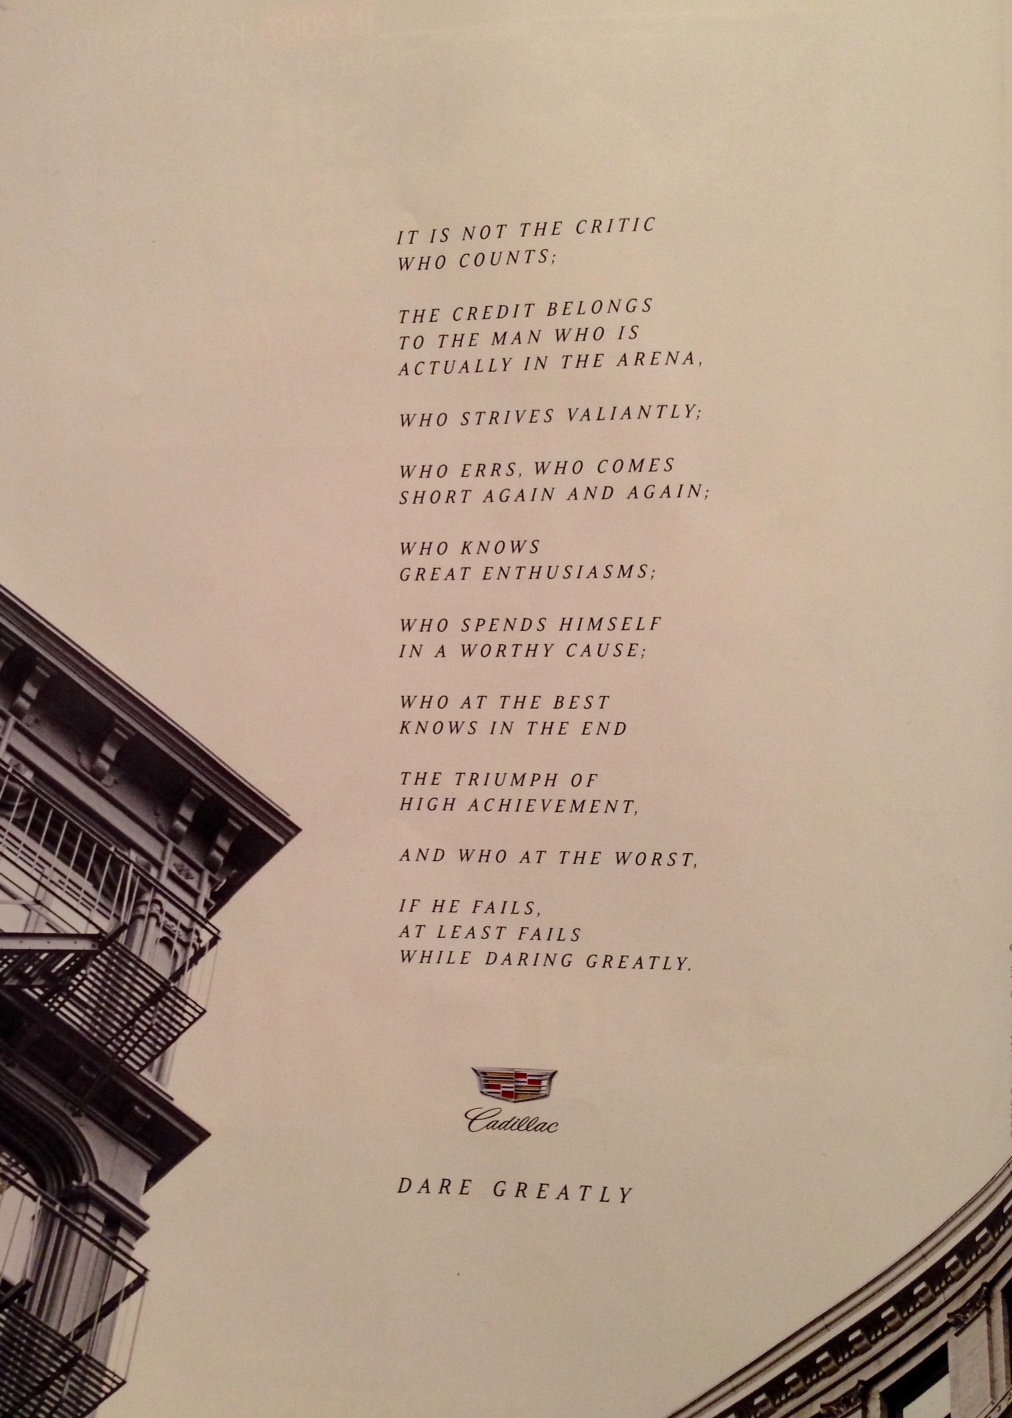 IT IS NOT THE CRITIC
WHO COUNTS;
THE CREDIT BELONGS
TO THE MAN WHO IS
ACTUALLY IN THE ARENA,
WHO STRIVES VALIANTLY;
WHO ERRS, WHO COMES
SHORT AGAIN AND AGAIN;
WHO KNOWS
GREAT ENTHUSIASMS;
WHO SPENDS HIMSELF
IN A WORTHY CAUSE;
WHO AT THE BEST
KNOWS IN THE END
THE TRIUMPH OF
HIGH ACHIEVEMENT,
AND WHO AT THE WORST,
IF HE FAILS,
AT LEAST FAILS
WHILE DARING GREATLY.
Cadillac
DARE GREATLY